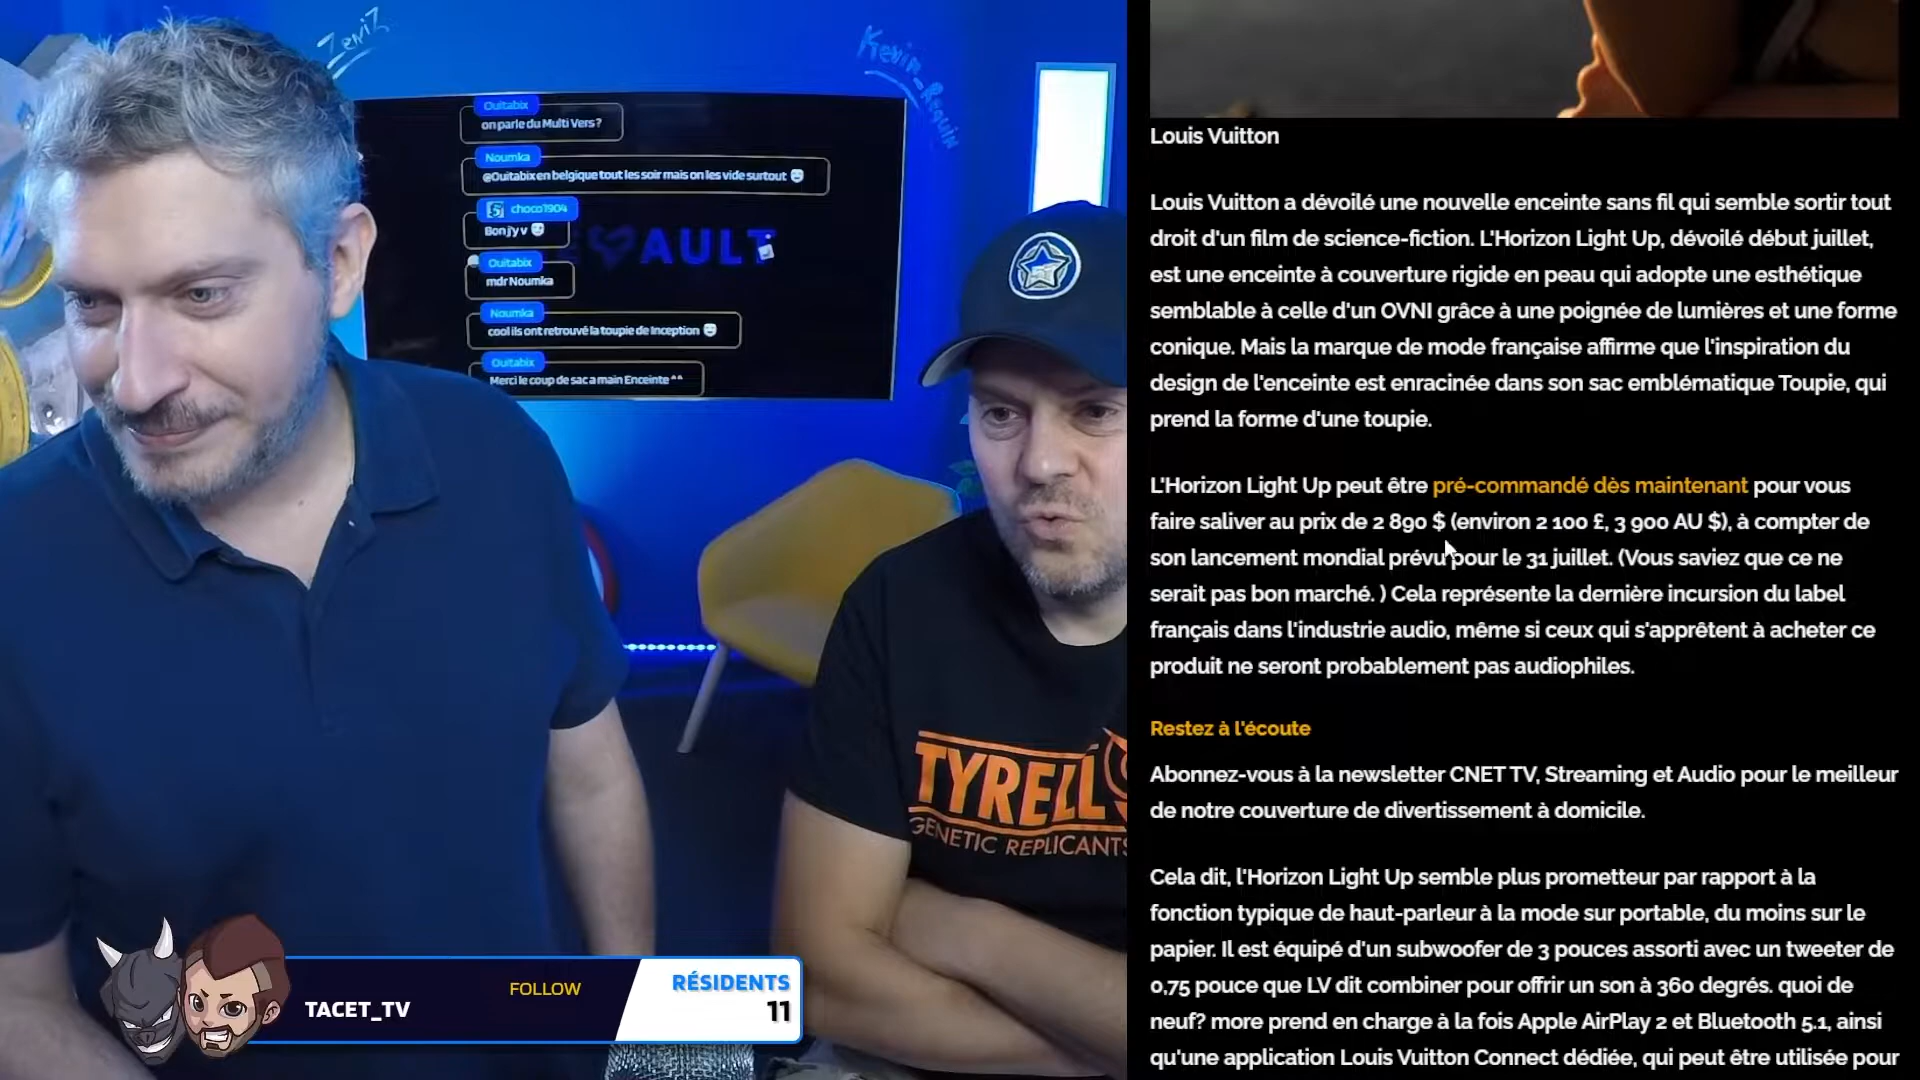 Zeni Z
Kevin_Requin
Ouitabix
on parle du Multi Vers ?
Noumka
@Ouitabix en belgique tout les soir mais on les vide surtout
choco1904
Bon j'y v
AULT
Ouitabix
mdr Noumka
Noumka
cool ils ont retrouvé la toupie de Inception
Ouitabix
Merci le coup de sac a main Enceinte ^^
TYRELL
GENETIC REPLICANTS
FOLLOW
TACET_TV
RÉSIDENTS
11
Louis Vuitton
Louis Vuitton a dévoilé une nouvelle enceinte sans fil qui semble sortir tout
droit d'un film de science-fiction. L'Horizon Light Up, dévoilé début juillet,
est une enceinte à couverture rigide en peau qui adopte une esthétique
semblable à celle d'un OVNI grâce à une poignée de lumières et une forme
conique. Mais la marque de mode française affirme que l'inspiration du
design de l'enceinte est enracinée dans son sac emblématique Toupie, qui
prend la forme d'une toupie.
L'Horizon Light Up peut être pré-commandé dès maintenant pour vous
faire saliver au prix de 2 890 $ (environ 2 100 £, 3 900 AU $), à compter de
son lancement mondial prévu pour le 31 juillet. (Vous saviez que ce ne
serait pas bon marché. ) Cela représente la dernière incursion du label
français dans l'industrie audio, même si ceux qui s'apprêtent à acheter ce
produit ne seront probablement pas audiophiles.
Restez à l'écoute
Abonnez-vous à la newsletter CNET TV, Streaming et Audio pour le meilleur
de notre couverture de divertissement à domicile.
Cela dit, l'Horizon Light Up semble plus prometteur par rapport à la
fonction typique de haut-parleur à la mode sur portable, du moins sur le
papier. Il est équipé d'un subwoofer de 3 pouces assorti avec un tweeter de
0,75 pouce que LV dit combiner pour offrir un son à 360 degrés. quoi de
neuf? more prend en charge à la fois Apple AirPlay 2 et Bluetooth 5.1, ainsi
qu'une application Louis Vuitton Connect dédiée, qui peut être utilisée pour